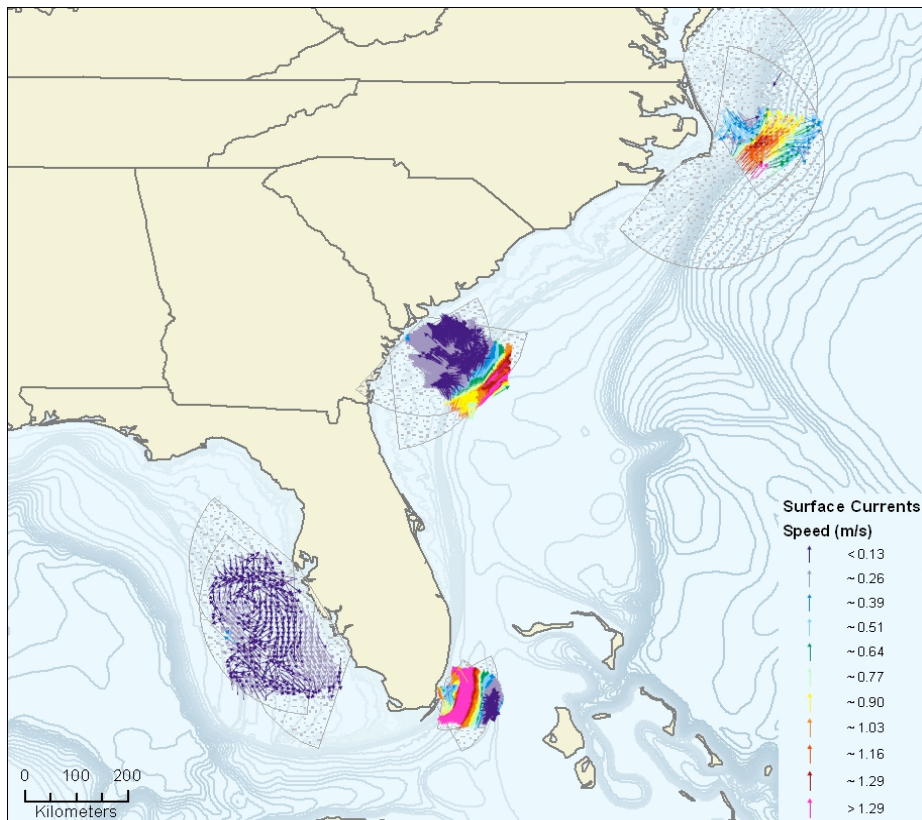 Surface Currents
Speed (m/s)
<0.13
~0.26
~0.39
~0.51
~0.64
~0.77
~0.90
~1.03
~1.16
~1.29
>1.29
0 100 200
Kilometers